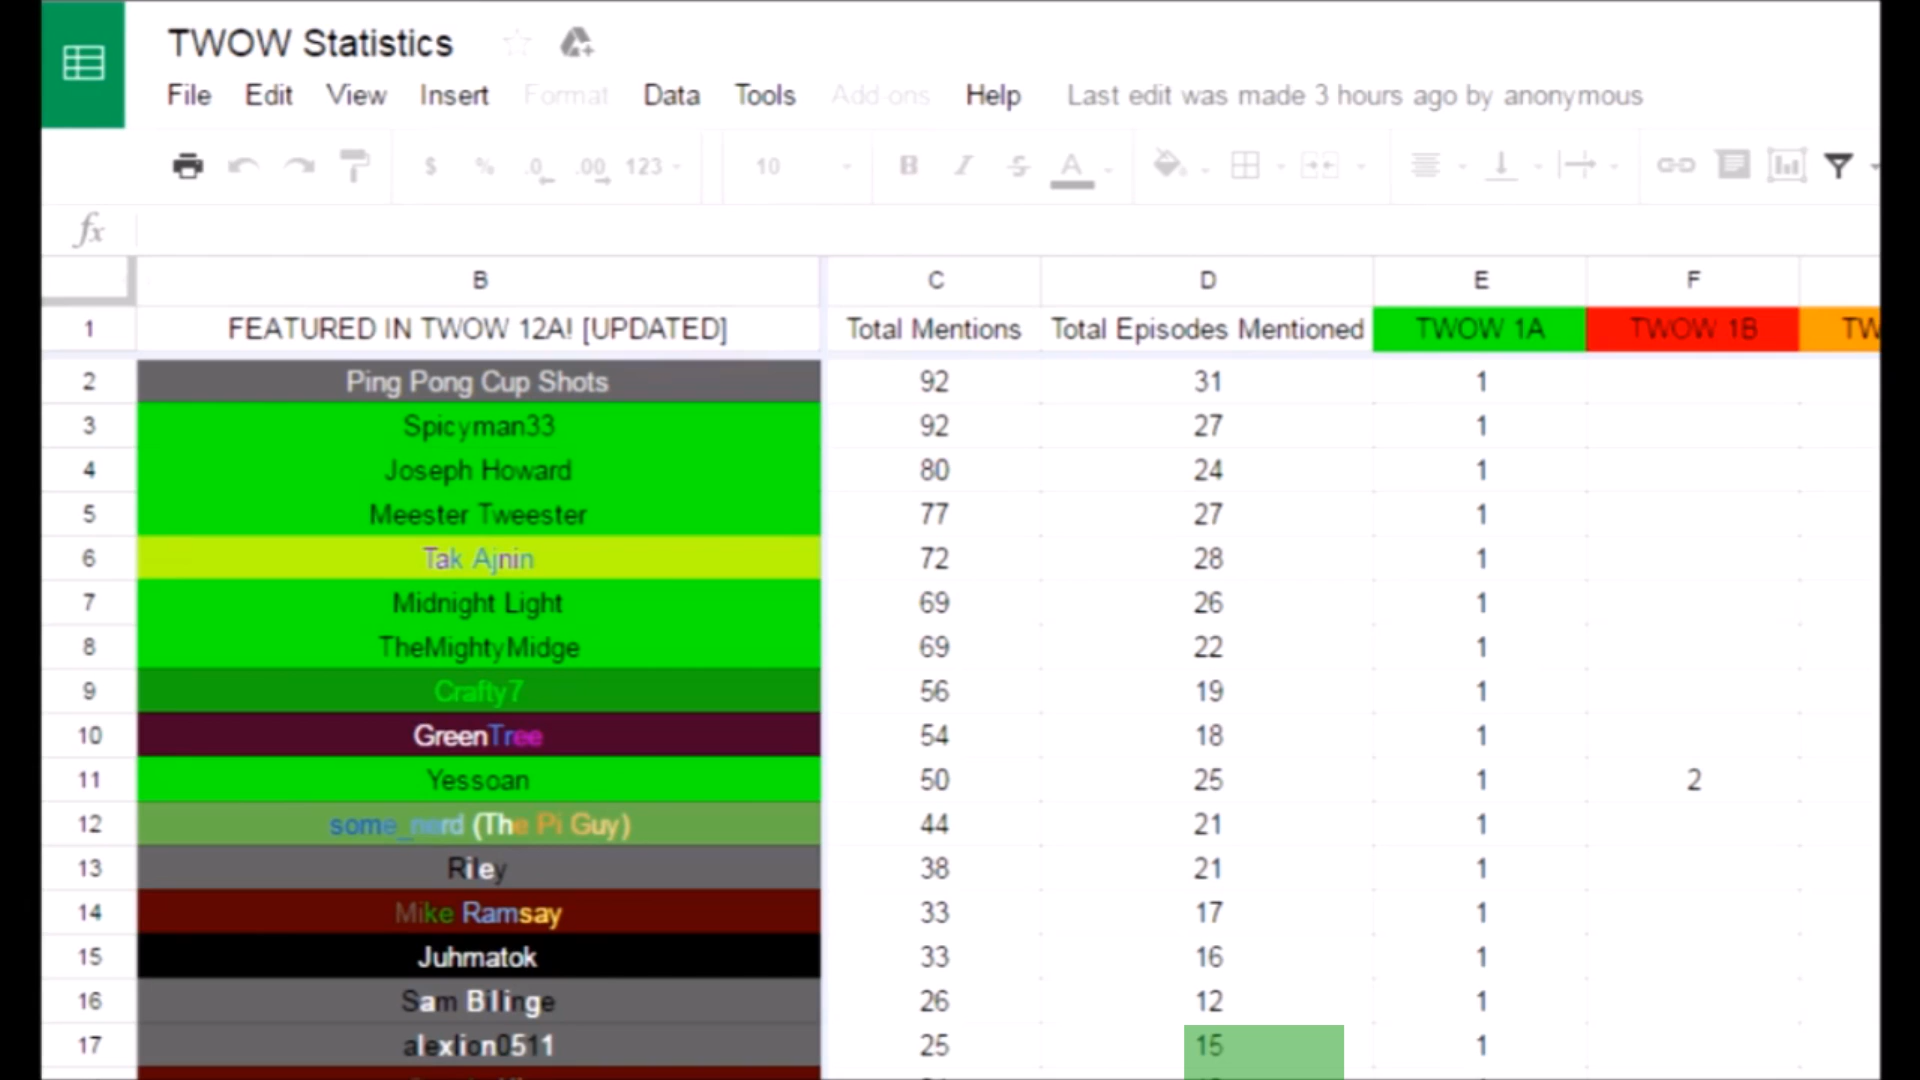 TWOW Statistics
File Edit View Insert Format Data Tools Add-ons Help Last edit was made 3 hours ago by anonymous
$ % .0 .00 123 10 B I S A
fx
B C D E F
1 FEATURED IN TWOW 12A! [UPDATED] Total Mentions Total Episodes Mentioned TWOW 1A TWOW 1B TW
2 Ping Pong Cup Shots 92 31 1
3 Spicyman33 92 27 1
4 Joseph Howard 80 24 1
5 Meester Tweester 77 27 1
6 Tak Ajnin 72 28 1
7 Midnight Light 69 26 1
8 TheMightyMidge 69 22 1
9 Crafty7 56 19 1
10 GreenTree 54 18 1
11 Yessoan 50 25 1 2
12 some_nerd (The Pi Guy) 44 21 1
13 Riley 38 21 1
14 Mike Ramsay 33 17 1
15 Juhmatok 33 16 1
16 Sam Billinge 26 12 1
17 alexlion0511 25 15 1